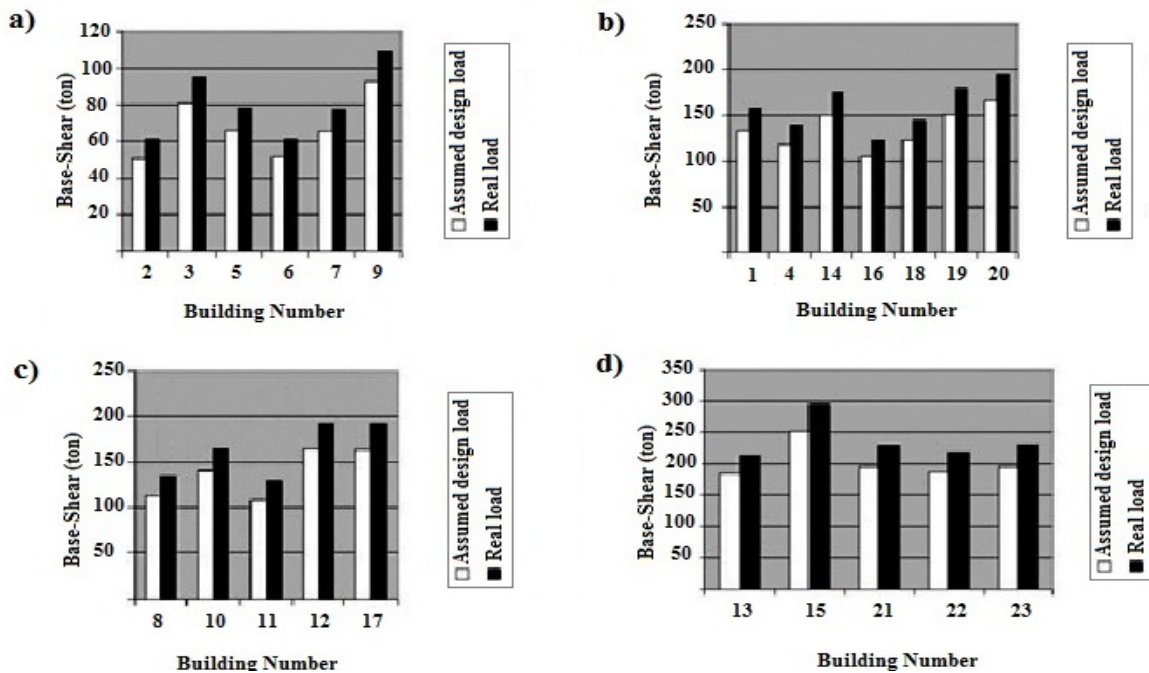 a)
120
100
80
60
40
20
Base-Shear (ton)
2 3 5 6 7 9
Building Number
Assumed design load
Real load
b)
250
200
150
100
50
Base-Shear (ton)
1 4 14 16 18 19 20
Building Number
Assumed design load
Real load
c)
250
200
150
100
50
Base-Shear (ton)
8 10 11 12 17
Building Number
Assumed design load
Real load
d)
350
300
250
200
150
100
50
Base-Shear (ton)
13 15 21 22 23
Building Number
Assumed design load
Real load